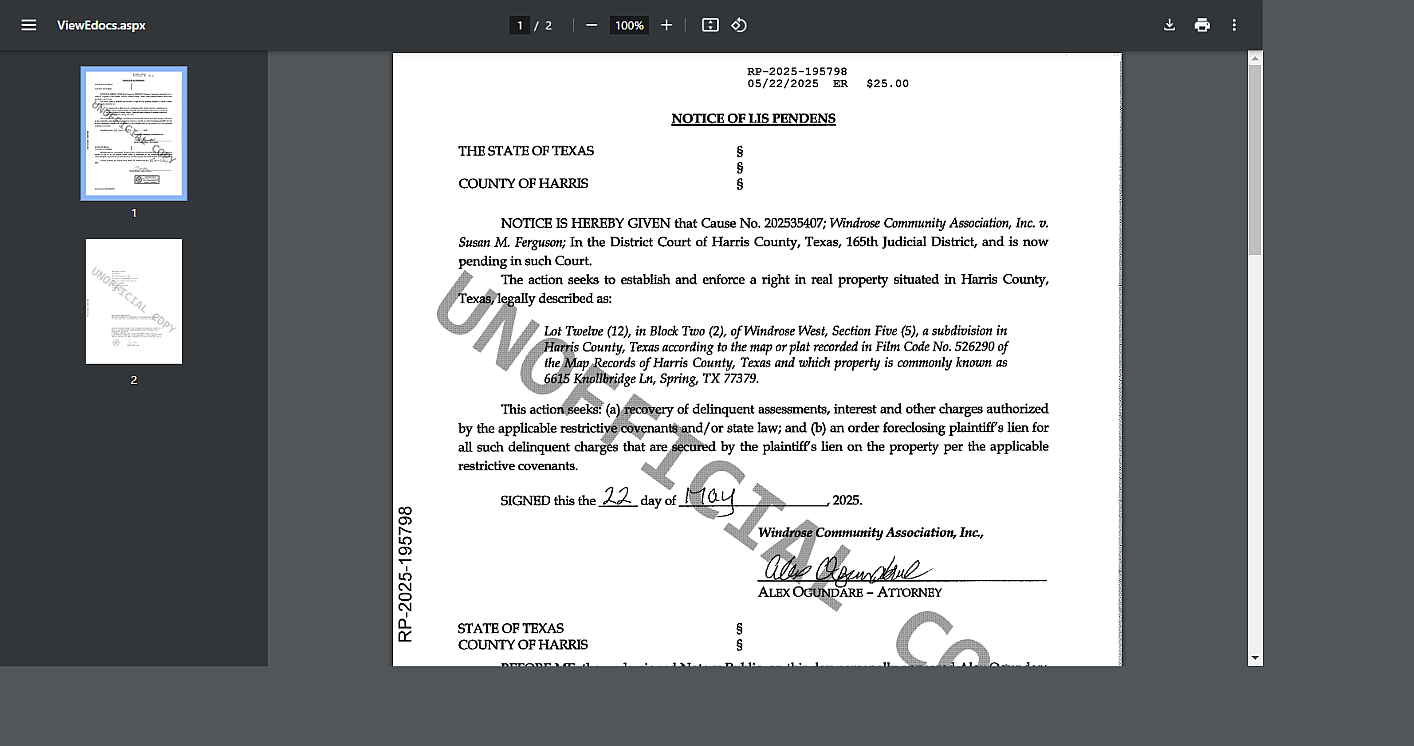 ViewEdocs.aspx
1 / 2
100%
1
2
RP-2025-195798
05/22/2025 ER $25.00
NOTICE OF LIS PENDENS
THE STATE OF TEXAS §
§
COUNTY OF HARRIS §
NOTICE IS HEREBY GIVEN that Cause No. 202535407; Windrose Community Association, Inc. v.
Susan M. Ferguson; In the District Court of Harris County, Texas, 165th Judicial District, and is now
pending in such Court.
The action seeks to establish and enforce a right in real property situated in Harris County,
Texas, legally described as:
Lot Twelve (12), in Block Two (2), of Windrose West, Section Five (5), a subdivision in
Harris County, Texas according to the map or plat recorded in Film Code No. 526290 of
the Map Records of Harris County, Texas and which property is commonly known as
6615 Knollbridge Ln, Spring, TX 77379.
This action seeks: (a) recovery of delinquent assessments, interest and other charges authorized
by the applicable restrictive covenants and/or state law; and (b) an order foreclosing plaintiff's lien for
all such delinquent charges that are secured by the plaintiff's lien on the property per the applicable
restrictive covenants.
SIGNED this the 22 day of May, 2025.
Windrose Community Association, Inc.,
Alex Ogundare
ALEX OGUNDARE – ATTORNEY
STATE OF TEXAS §
COUNTY OF HARRIS §
RP-2025-195798
UNOFFICIAL CO
UNOFFICIAL COPY
UNOFFICIAL COPY